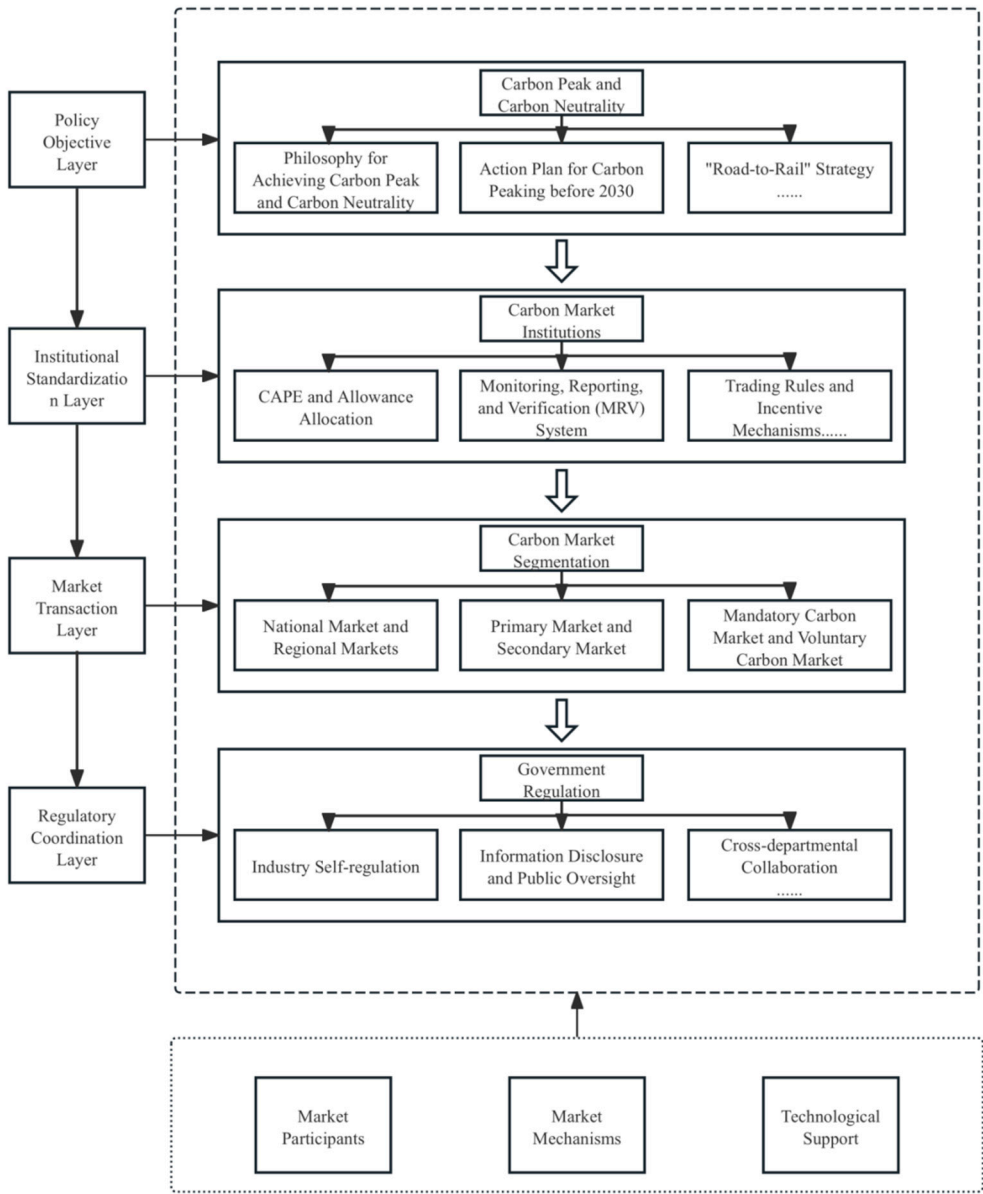 Carbon Peak and
Carbon Neutrality
Policy
Objective
Layer
Philosophy for
Achieving Carbon Peak
and Carbon Neutrality
Action Plan for Carbon
Peaking before 2030
"Road-to-Rail" Strategy
......
Carbon Market
Institutions
Institutional
Standardizatio
n Layer
CAPE and Allowance
Allocation
Monitoring, Reporting,
and Verification (MRV)
System
Trading Rules and
Incentive
Mechanisms......
Carbon Market
Segmentation
Market
Transaction
Layer
National Market and
Regional Markets
Primary Market and
Secondary Market
Mandatory Carbon
Market and Voluntary
Carbon Market
Government
Regulation
Regulatory
Coordination
Layer
Industry Self-regulation
Information Disclosure
and Public Oversight
Cross-departmental
Collaboration
......
Market
Participants
Market
Mechanisms
Technological
Support